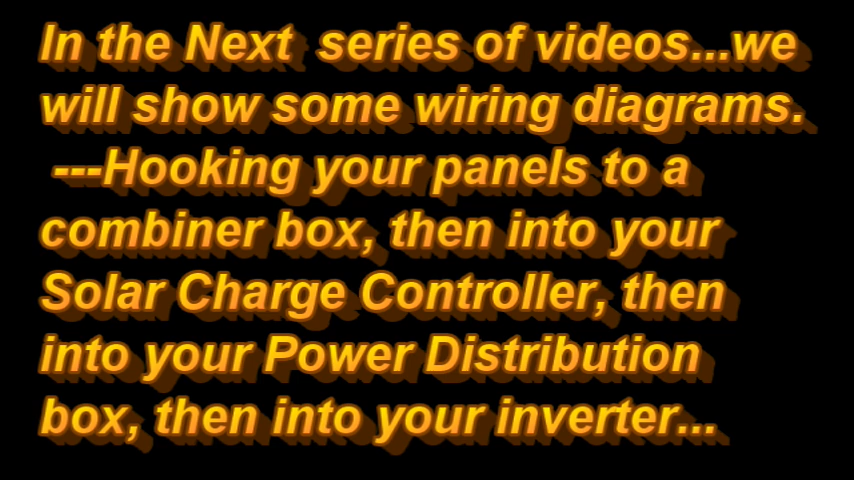 In the Next  series of videos...we
will show some wiring diagrams.
---Hooking your panels to a
combiner box, then into your
Solar Charge Controller, then
into your Power Distribution
box, then into your inverter...